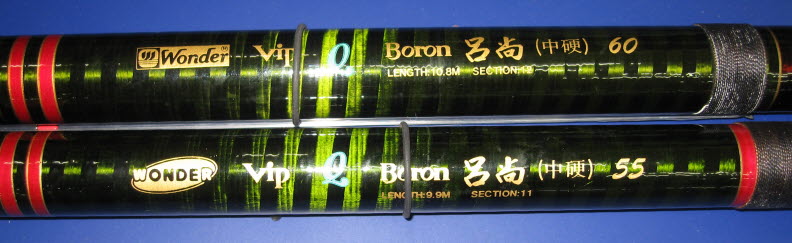 Wonder® Vip Q Boron 呂尚 (中硬) 60
LENGTH:10.8M SECTION:12
WONDER Vip Q Boron 呂尚 (中硬) 55
LENGTH:9.9M SECTION:11